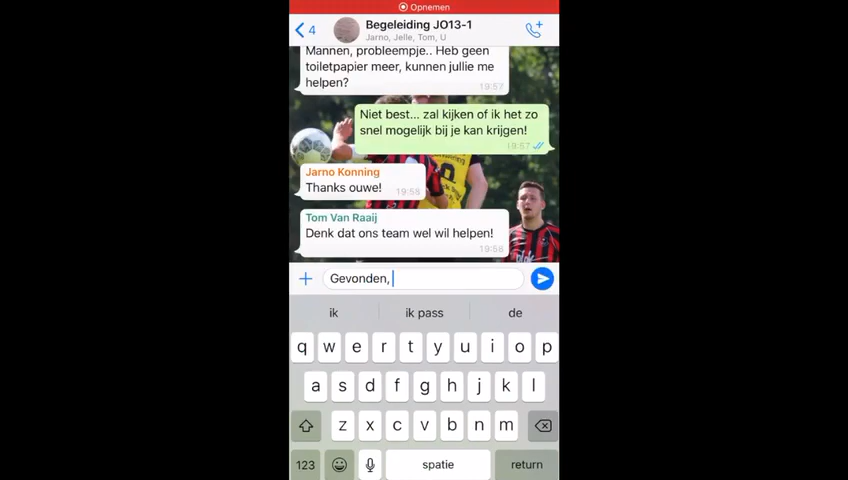 Opnemen
4
Begeleiding JO13-1
Jarno, Jelle, Tom, U
Mannen, probleempje.. Heb geen
toiletpapier meer, kunnen jullie me
helpen?
19:57
Niet best... zal kijken of ik het zo
snel mogelijk bij je kan krijgen!
19:57
Jarno Konning
Thanks ouwe!
19:58
Tom Van Raaij
Denk dat ons team wel wil helpen!
19:58
Gevonden,
ik ik pass de
q w e r t y u i o p
a s d f g h j k l
z x c v b n m
123 spatie return